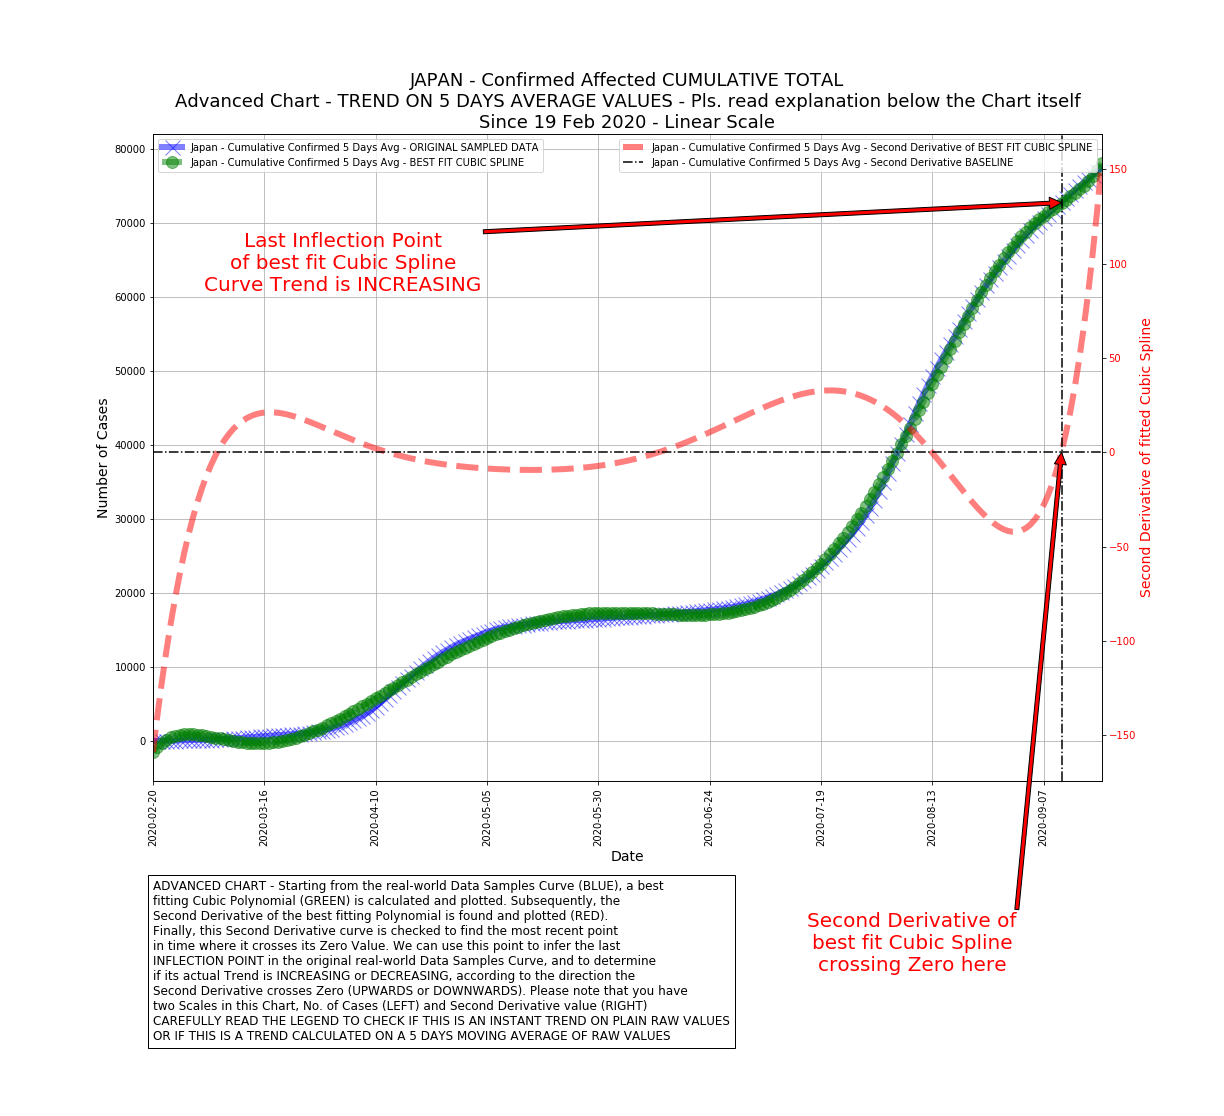 JAPAN - Confirmed Affected CUMULATIVE TOTAL
Advanced Chart - TREND ON 5 DAYS AVERAGE VALUES - Pls. read explanation below the Chart itself
Since 19 Feb 2020 - Linear Scale
Japan - Cumulative Confirmed 5 Days Avg - ORIGINAL SAMPLED DATA
Japan - Cumulative Confirmed 5 Days Avg - BEST FIT CUBIC SPLINE
Japan - Cumulative Confirmed 5 Days Avg - Second Derivative of BEST FIT CUBIC SPLINE
Japan - Cumulative Confirmed 5 Days Avg - Second Derivative BASELINE
Last Inflection Point
of best fit Cubic Spline
Curve Trend is INCREASING
Number of Cases
80000
70000
60000
50000
40000
30000
20000
10000
0
150
100
50
0
−50
−100
−150
Second Derivative of fitted Cubic Spline
2020-02-20
2020-03-16
2020-04-10
2020-05-05
2020-05-30
2020-06-24
2020-07-19
2020-08-13
2020-09-07
Date
ADVANCED CHART - Starting from the real-world Data Samples Curve (BLUE), a best
fitting Cubic Polynomial (GREEN) is calculated and plotted. Subsequently, the
Second Derivative of the best fitting Polynomial is found and plotted (RED).
Finally, this Second Derivative curve is checked to find the most recent point
in time where it crosses its Zero Value. We can use this point to infer the last
INFLECTION POINT in the original real-world Data Samples Curve, and to determine
if its actual Trend is INCREASING or DECREASING, according to the direction the
Second Derivative crosses Zero (UPWARDS or DOWNWARDS). Please note that you have
two Scales in this Chart, No. of Cases (LEFT) and Second Derivative value (RIGHT)
CAREFULLY READ THE LEGEND TO CHECK IF THIS IS AN INSTANT TREND ON PLAIN RAW VALUES
OR IF THIS IS A TREND CALCULATED ON A 5 DAYS MOVING AVERAGE OF RAW VALUES
Second Derivative of
best fit Cubic Spline
crossing Zero here